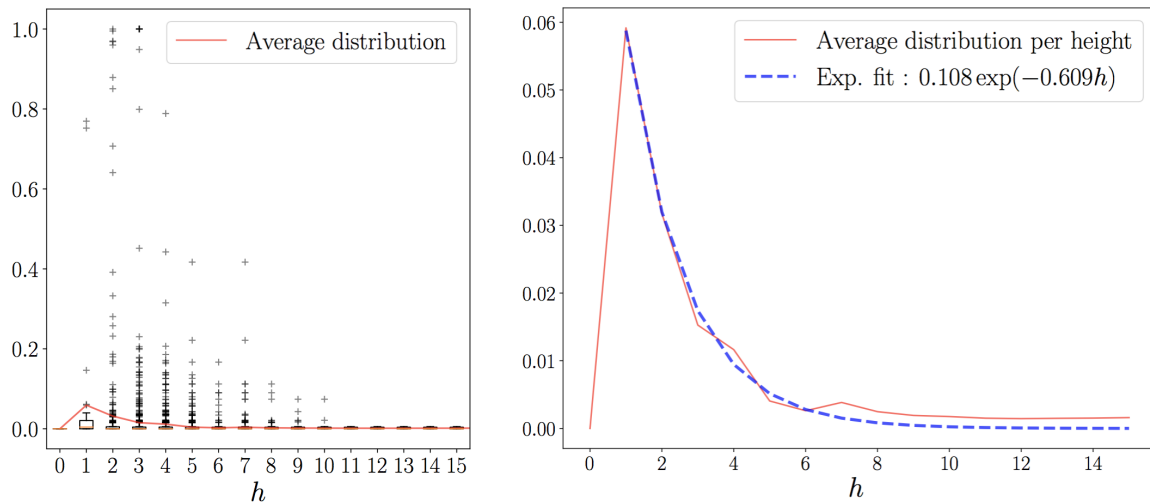 Average distribution
1.0
0.8
0.6
0.4
0.2
0.0
0 1 2 3 4 5 6 7 8 9 10 11 12 13 14 15
h
Average distribution per height
Exp. fit : 0.108 exp(−0.609h)
0.06
0.05
0.04
0.03
0.02
0.01
0.00
0 2 4 6 8 10 12 14
h